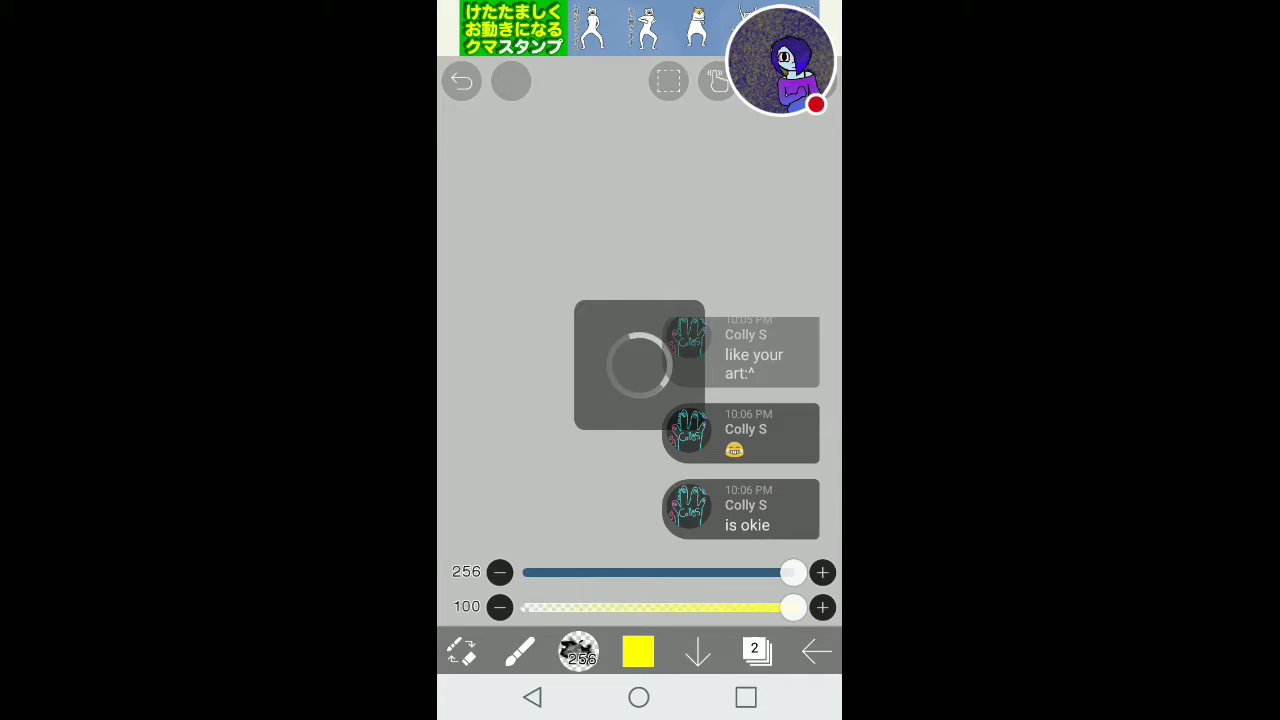 けたたましく
お動きになる
クマスタンプ
10:05 PM
Colly S
like your
art:^
10:06 PM
Colly S
😂
10:06 PM
Colly S
is okie
256
100
256
2